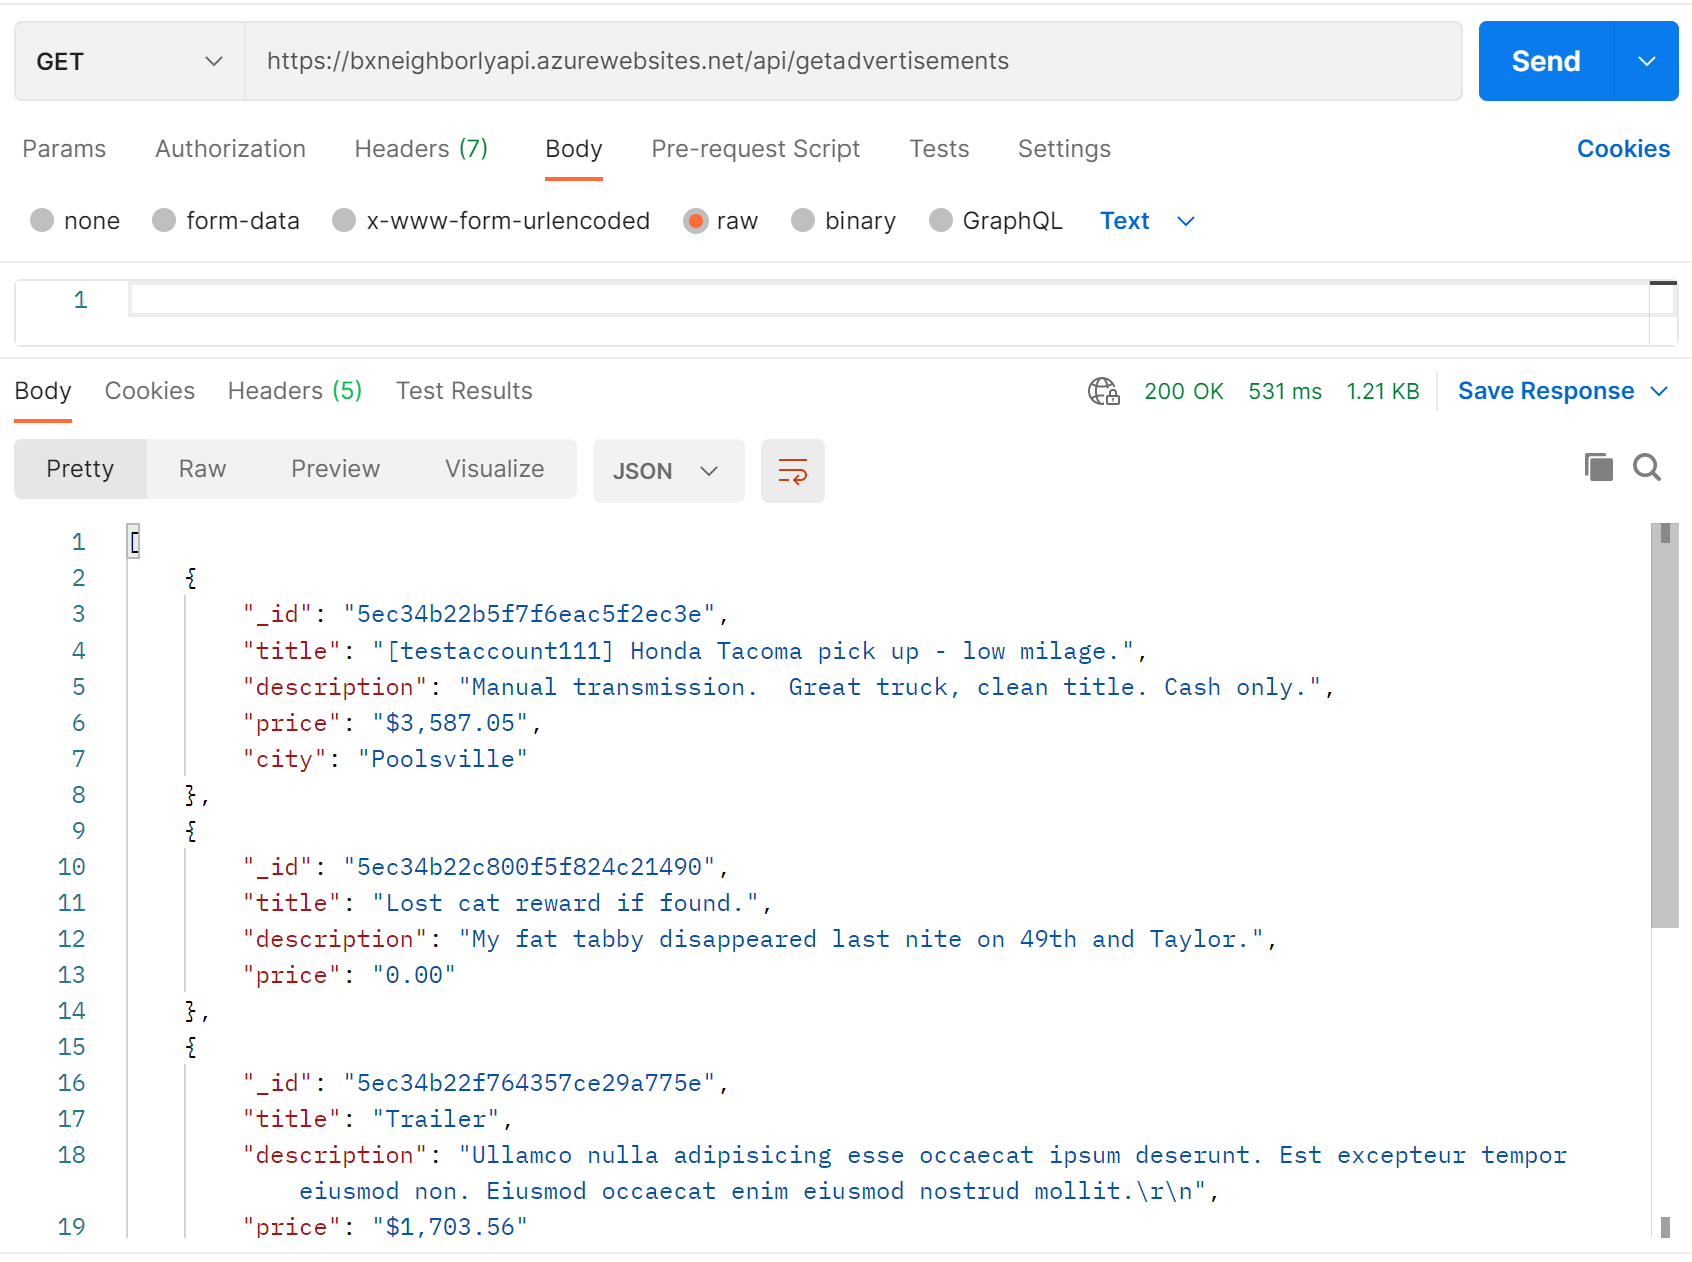 GET https://bxneighborlyapi.azurewebsites.net/api/getadvertisements Send
Params Authorization Headers (7) Body Pre-request Script Tests Settings Cookies
none form-data x-www-form-urlencoded raw binary GraphQL Text
1
Body Cookies Headers (5) Test Results 200 OK 531 ms 1.21 KB Save Response
Pretty Raw Preview Visualize JSON
1 [
2 {
3 "_id": "5ec34b22b5f7f6eac5f2ec3e",
4 "title": "[testaccount111] Honda Tacoma pick up - low milage.",
5 "description": "Manual transmission.  Great truck, clean title. Cash only.",
6 "price": "$3,587.05",
7 "city": "Poolsville"
8 },
9 {
10 "_id": "5ec34b22c800f5f824c21490",
11 "title": "Lost cat reward if found.",
12 "description": "My fat tabby disappeared last nite on 49th and Taylor.",
13 "price": "0.00"
14 },
15 {
16 "_id": "5ec34b22f764357ce29a775e",
17 "title": "Trailer",
18 "description": "Ullamco nulla adipisicing esse occaecat ipsum deserunt. Est excepteur tempor
eiusmod non. Eiusmod occaecat enim eiusmod nostrud mollit.\r\n",
19 "price": "$1,703.56"